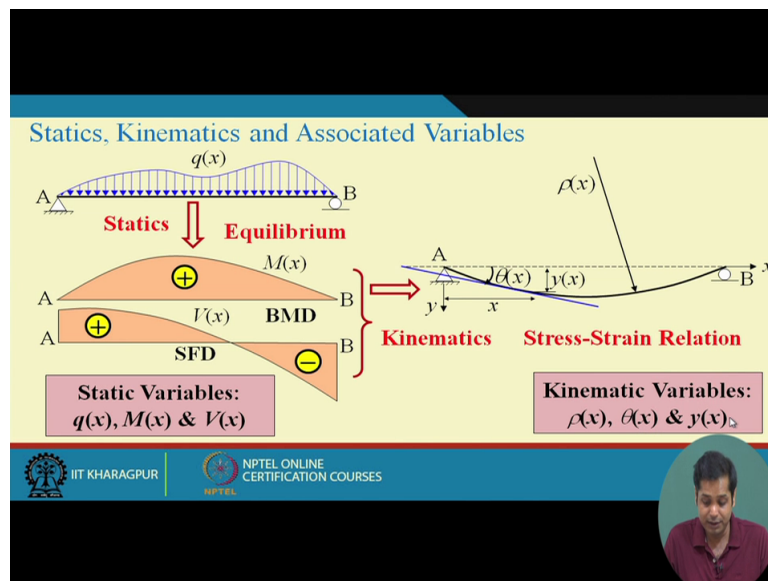 Statics, Kinematics and Associated Variables
q(x)
A
B
Statics
Equilibrium
M(x)
A
B
BMD
+
V(x)
A
B
SFD
+
−
ρ(x)
A
θ(x)
y(x)
x
B
y
x
Kinematics
Stress-Strain Relation
Static Variables:
q(x), M(x) & V(x)
Kinematic Variables:
ρ(x), θ(x) & y(x)
IIT KHARAGPUR
NPTEL
NPTEL ONLINE
CERTIFICATION COURSES